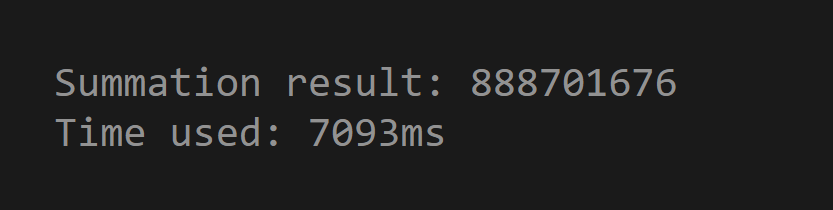 Summation result: 888701676
Time used: 7093ms